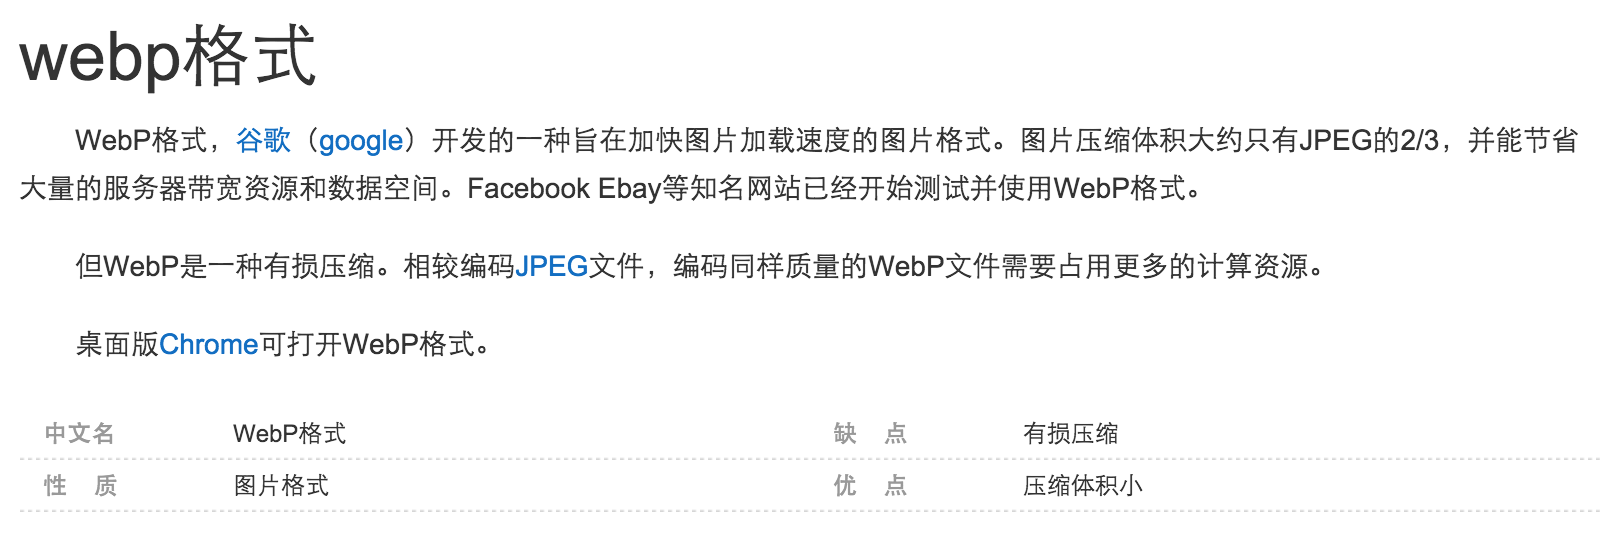 webp格式
WebP格式，谷歌（google）开发的一种旨在加快图片加载速度的图片格式。图片压缩体积大约只有JPEG的2/3，并能节省
大量的服务器带宽资源和数据空间。Facebook Ebay等知名网站已经开始测试并使用WebP格式。
但WebP是一种有损压缩。相较编码JPEG文件，编码同样质量的WebP文件需要占用更多的计算资源。
桌面版Chrome可打开WebP格式。
中文名 WebP格式 缺 点 有损压缩
性 质 图片格式 优 点 压缩体积小